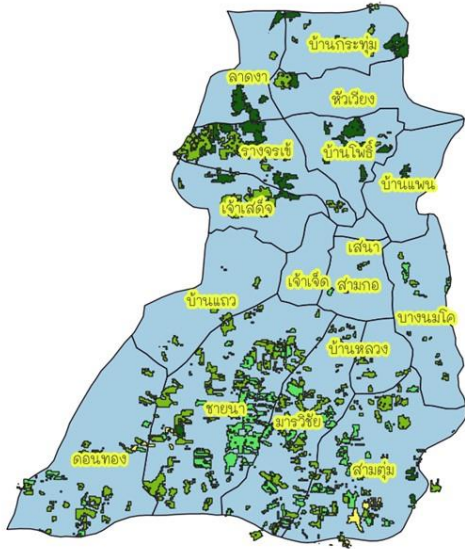 บ้านกระทุ่ม
ลาดงา
หัวเวียง
รางจรเข้
บ้านโพธิ์
บ้านแพน
เจ้าเสด็จ
เสนา
เจ้าเจ็ด
สามกอ
บ้านแถว
บางนมโค
บ้านหลวง
ชายนา
มารวิชัย
ดอนทอง
สามตุ่ม